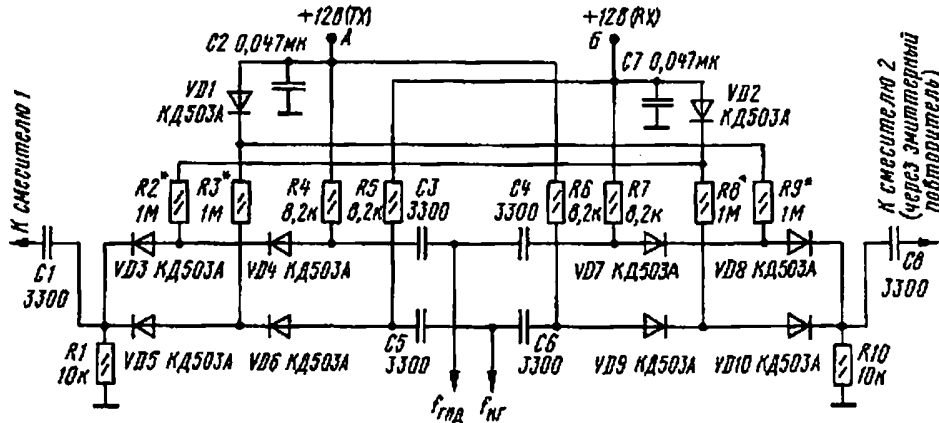 +12В(TX)
А
+12В(RX)
Б
C2 0,047мк
C7 0,047мк
VD1
КД503А
VD2
КД503А
К смесителю 1
К смесителю 2
(через эмиттерный
повторитель)
R2*
1М
R3*
1М
R4
8,2к
R5
8,2к
C3
3300
C4
3300
R6
8,2к
R7
8,2к
R8*
1М
R9*
1М
C1
3300
VD3 КД503А
VD4 КД503А
VD7 КД503А
VD8 КД503А
C8
3300
R1
10к
VD5 КД503А
VD6 КД503А
C5
3300
C6
3300
VD9 КД503А
VD10 КД503А
R10
10к
fгпд
fкг